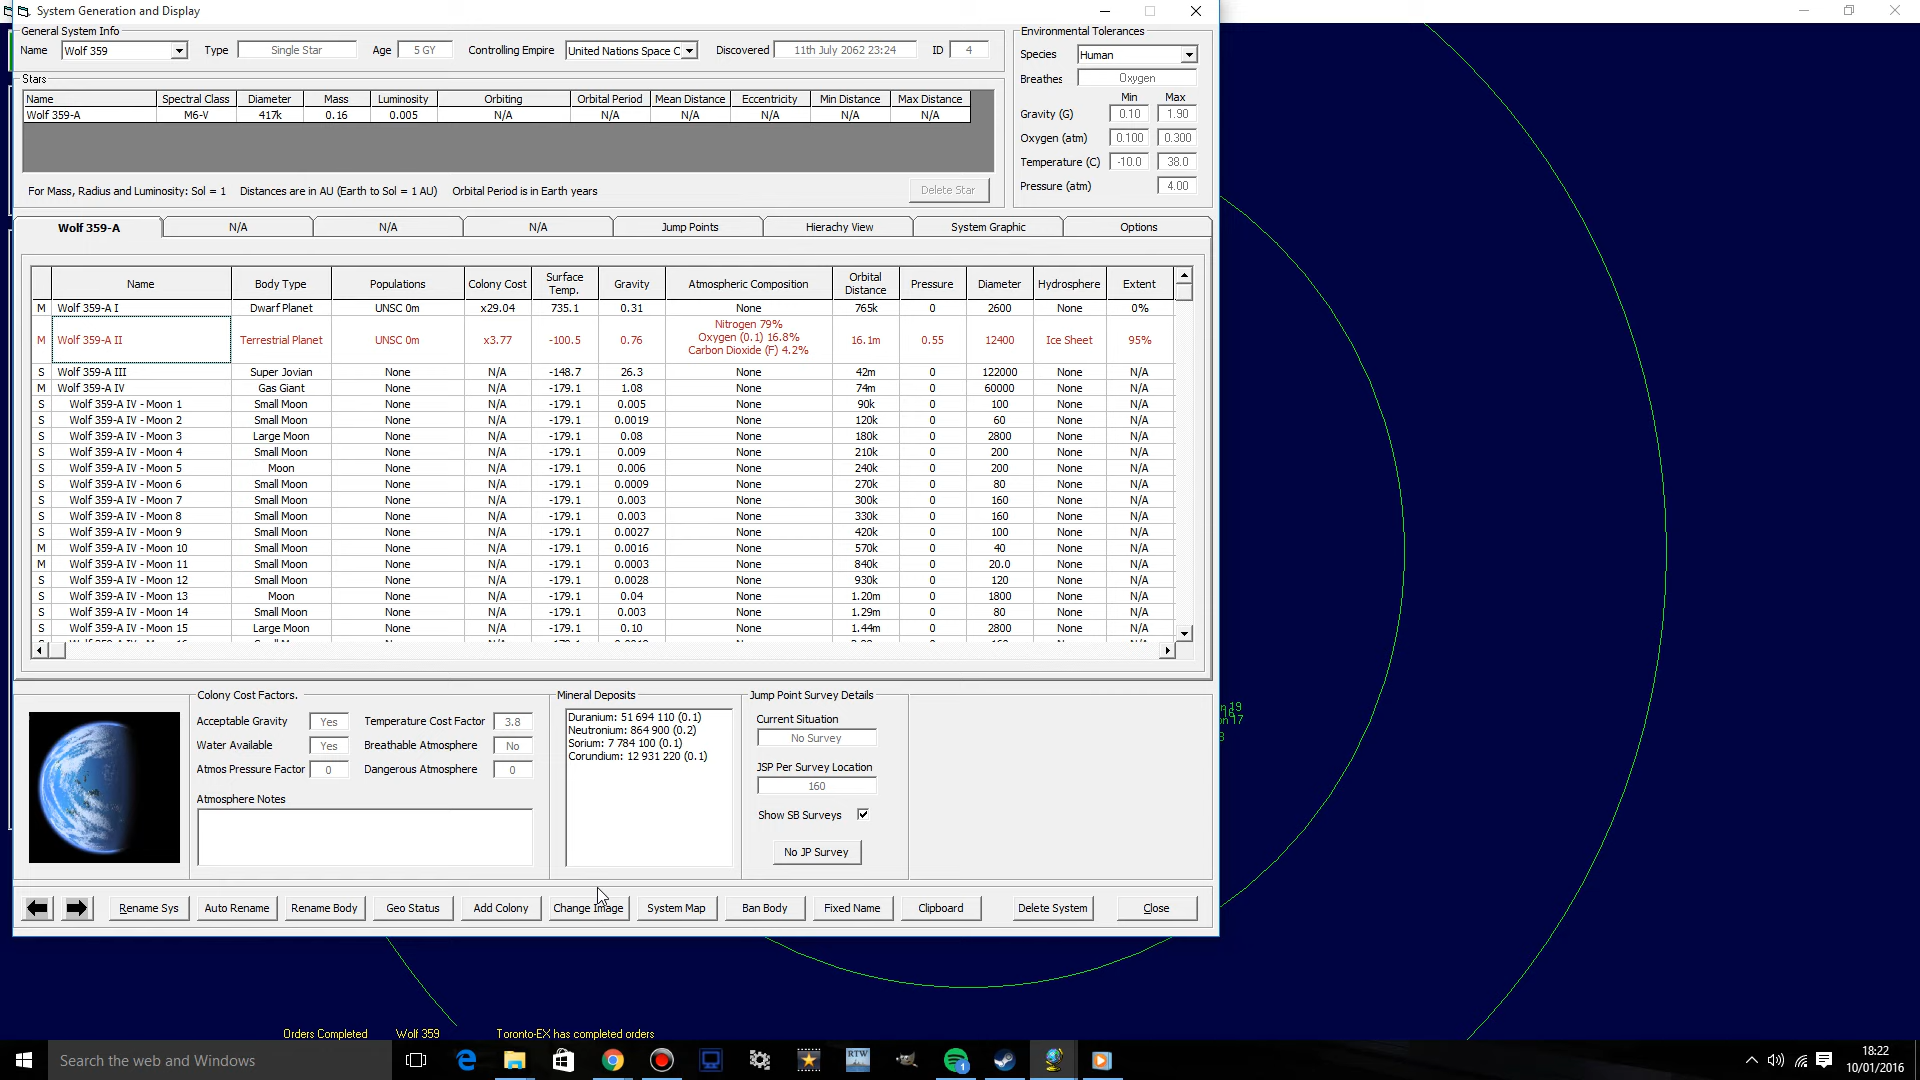 System Generation and Display
General System Info
Name Wolf 359 Type Single Star Age 5 GY Controlling Empire United Nations Space C Discovered 11th July 2062 23:24 ID 4
Environmental Tolerances
Species Human
Breathes Oxygen
Min Max
Gravity (G) 0.10 1.90
Oxygen (atm) 0.100 0.300
Temperature (C) -10.0 38.0
Pressure (atm) 4.00
Stars
Name Spectral Class Diameter Mass Luminosity Orbiting Orbital Period Mean Distance Eccentricity Min Distance Max Distance
Wolf 359-A M6-V 417k 0.16 0.005 N/A N/A N/A N/A N/A N/A
For Mass, Radius and Luminosity: Sol = 1 Distances are in AU (Earth to Sol = 1 AU) Orbital Period is in Earth years Delete Star
Wolf 359-A N/A N/A N/A Jump Points Hierachy View System Graphic Options
Name Body Type Populations Colony Cost Surface Temp. Gravity Atmospheric Composition Orbital Distance Pressure Diameter Hydrosphere Extent
M Wolf 359-A I Dwarf Planet UNSC 0m x29.04 735.1 0.31 None 765k 0 2600 None 0%
M Wolf 359-A II Terrestrial Planet UNSC 0m x3.77 -100.5 0.76 Nitrogen 79% Oxygen (0.1) 16.8% Carbon Dioxide (F) 4.2% 16.1m 0.55 12400 Ice Sheet 95%
S Wolf 359-A III Super Jovian None N/A -148.7 26.3 None 42m 0 122000 None N/A
M Wolf 359-A IV Gas Giant None N/A -179.1 1.08 None 74m 0 60000 None N/A
S Wolf 359-A IV - Moon 1 Small Moon None N/A -179.1 0.005 None 90k 0 100 None N/A
S Wolf 359-A IV - Moon 2 Small Moon None N/A -179.1 0.0019 None 120k 0 60 None N/A
S Wolf 359-A IV - Moon 3 Large Moon None N/A -179.1 0.08 None 180k 0 2800 None N/A
S Wolf 359-A IV - Moon 4 Small Moon None N/A -179.1 0.009 None 210k 0 200 None N/A
S Wolf 359-A IV - Moon 5 Moon None N/A -179.1 0.006 None 240k 0 200 None N/A
S Wolf 359-A IV - Moon 6 Small Moon None N/A -179.1 0.0009 None 270k 0 80 None N/A
S Wolf 359-A IV - Moon 7 Small Moon None N/A -179.1 0.003 None 300k 0 160 None N/A
S Wolf 359-A IV - Moon 8 Small Moon None N/A -179.1 0.003 None 330k 0 160 None N/A
S Wolf 359-A IV - Moon 9 Small Moon None N/A -179.1 0.0027 None 420k 0 100 None N/A
M Wolf 359-A IV - Moon 10 Small Moon None N/A -179.1 0.0016 None 570k 0 40 None N/A
M Wolf 359-A IV - Moon 11 Small Moon None N/A -179.1 0.0003 None 840k 0 20.0 None N/A
S Wolf 359-A IV - Moon 12 Small Moon None N/A -179.1 0.0028 None 930k 0 120 None N/A
S Wolf 359-A IV - Moon 13 Moon None N/A -179.1 0.04 None 1.20m 0 1800 None N/A
S Wolf 359-A IV - Moon 14 Small Moon None N/A -179.1 0.003 None 1.29m 0 80 None N/A
S Wolf 359-A IV - Moon 15 Large Moon None N/A -179.1 0.10 None 1.44m 0 2800 None N/A
Colony Cost Factors.
Acceptable Gravity Yes Temperature Cost Factor 3.8
Water Available Yes Breathable Atmosphere No
Atmos Pressure Factor 0 Dangerous Atmosphere 0
Atmosphere Notes
Mineral Deposits
Duranium: 51 694 110 (0.1)
Neutronium: 864 900 (0.2)
Sorium: 7 784 100 (0.1)
Corundium: 12 931 220 (0.1)
Jump Point Survey Details
Current Situation
No Survey
JSP Per Survey Location
160
Show SB Surveys
No JP Survey
Rename Sys Auto Rename Rename Body Geo Status Add Colony Change Image System Map Ban Body Fixed Name Clipboard Delete System Close
Orders Completed Wolf 359 Toronto-EX has completed orders
Search the web and Windows
RTW
1
18:22
10/01/2016